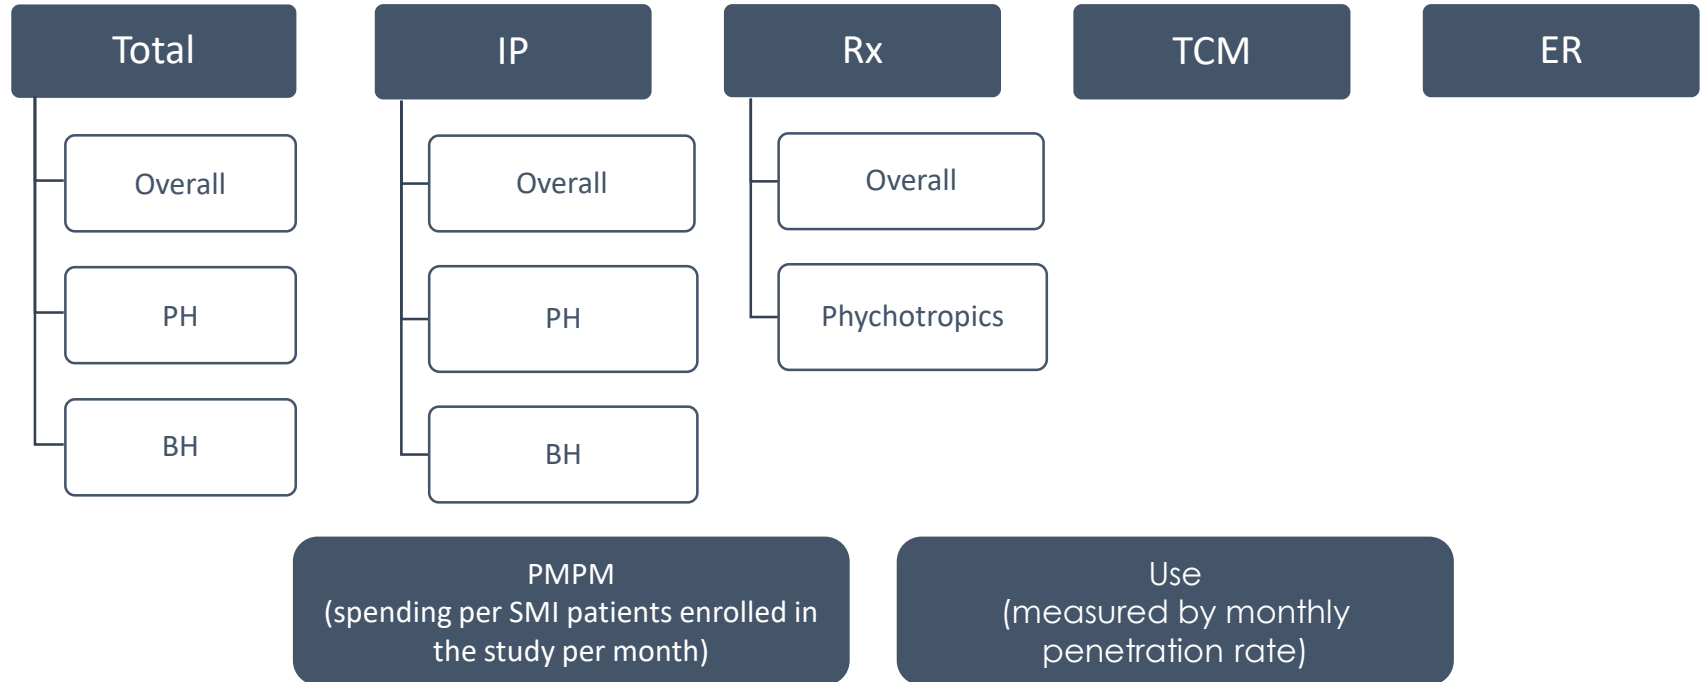 Total
Overall
PH
BH
IP
Overall
PH
BH
Rx
Overall
Phychotropics
TCM
ER
PMPM
(spending per SMI patients enrolled in
the study per month)
Use
(measured by monthly
penetration rate)